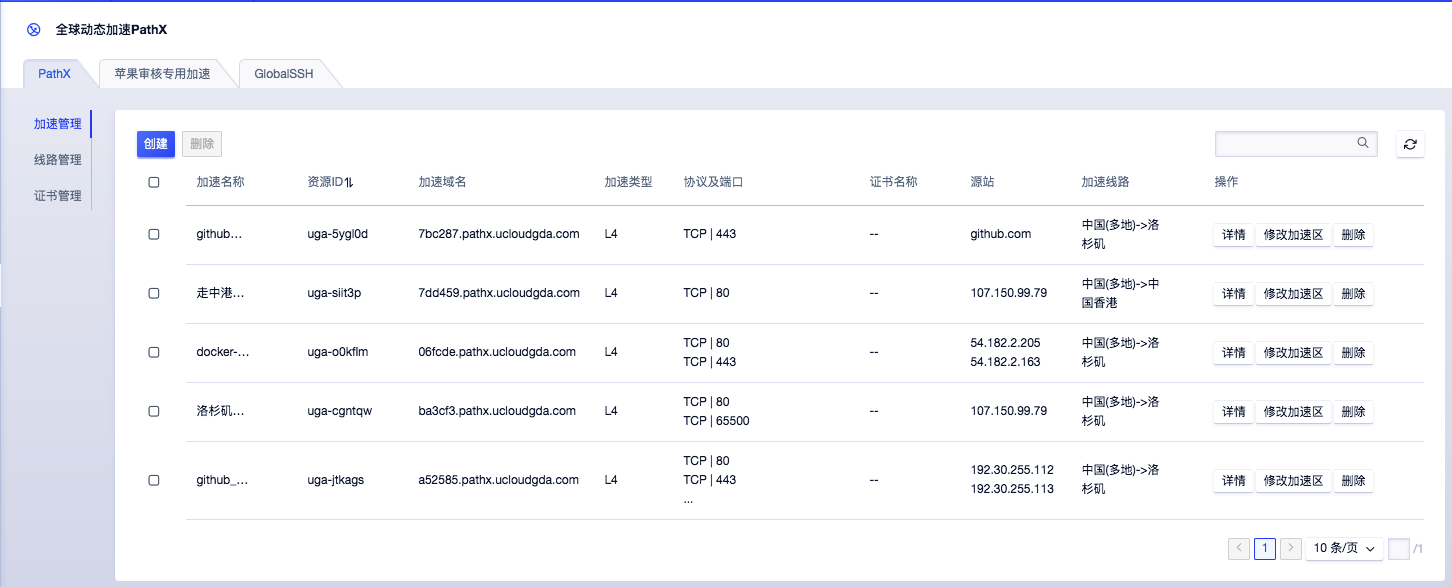 全球动态加速PathX
PathX 苹果审核专用加速 GlobalSSH
加速管理
线路管理
证书管理
创建 删除
加速名称 资源ID 加速域名 加速类型 协议及端口 证书名称 源站 加速线路 操作
github... uga-5ygl0d 7bc287.pathx.ucloudgda.com L4 TCP | 443 -- github.com 中国(多地)->洛
杉矶
详情 修改加速区 删除
走中港... uga-siit3p 7dd459.pathx.ucloudgda.com L4 TCP | 80 -- 107.150.99.79 中国(多地)->中
国香港
详情 修改加速区 删除
docker-... uga-o0kflm 06fcde.pathx.ucloudgda.com L4 TCP | 80
TCP | 443
--
54.182.2.205
54.182.2.163
中国(多地)->洛
杉矶
详情 修改加速区 删除
洛杉矶... uga-cgntqw ba3cf3.pathx.ucloudgda.com L4 TCP | 80
TCP | 65500
--
107.150.99.79
中国(多地)->洛
杉矶
详情 修改加速区 删除
github_... uga-jtkags a52585.pathx.ucloudgda.com L4 TCP | 80
TCP | 443
...
--
192.30.255.112
192.30.255.113
中国(多地)->洛
杉矶
详情 修改加速区 删除
1 10 条/页 /1